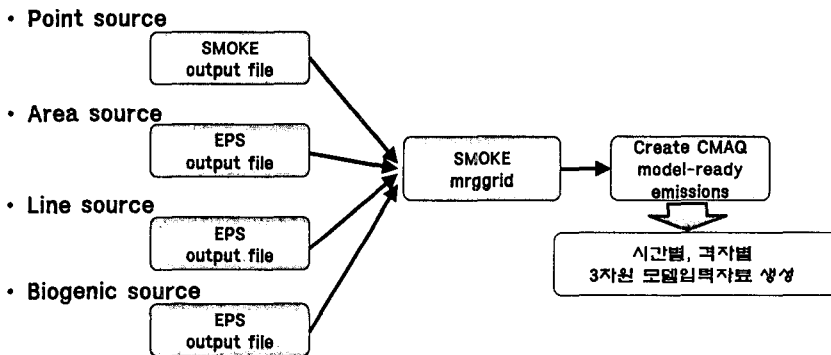 • Point source
SMOKE
output file
• Area source
EPS
output file
• Line source
EPS
output file
• Biogenic source
EPS
output file
SMOKE
mrggrid
Create CMAQ
model-ready
emissions
시간별, 격자별
3차원 모델입력자료 생성